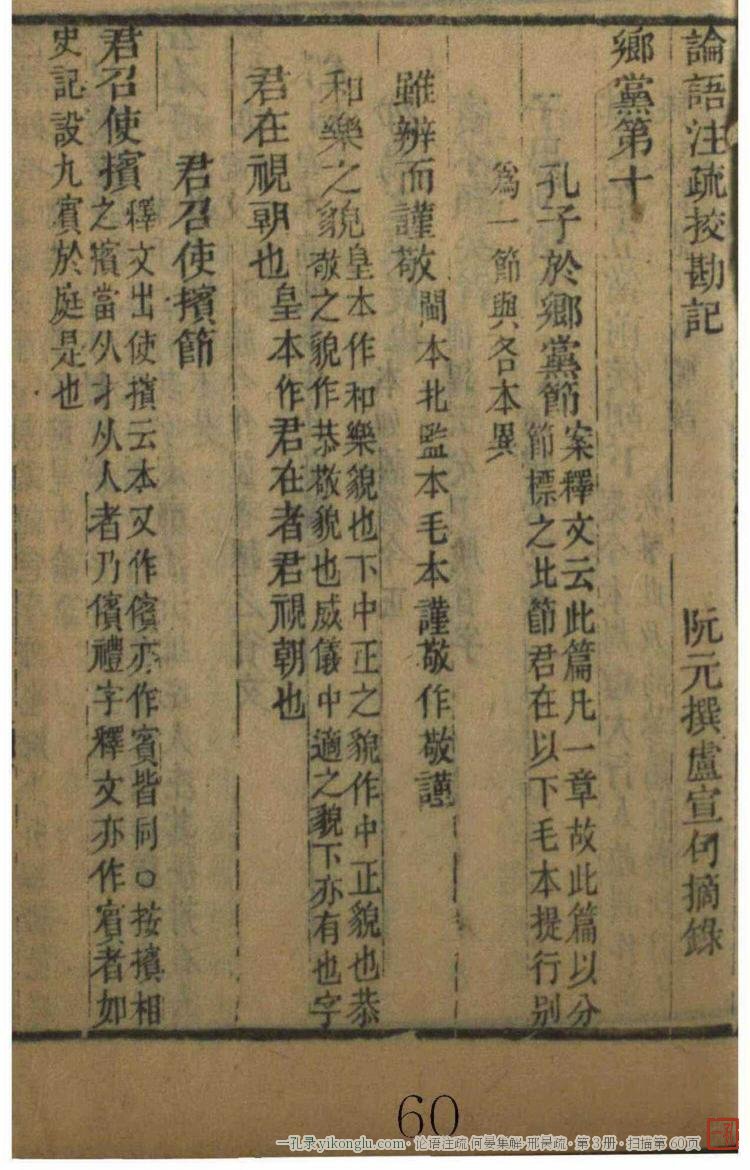 論語注疏挍勘記　阮元撰盧宣旬摘錄
鄉黨第十
孔子於鄉黨節案釋文云此篇凡一章故此篇以分
節標之此節君在以下毛本提行别
爲一節與各本異
雖辨而謹敬閩本北監本毛本謹敬作敬謹
和樂之貌皇本作和樂貌也下中正之貌作中正貌也恭
敬之貌作恭敬貌也威儀中適之貌下亦有也字
君在視朝也皇本作君在者君視朝也
君召使擯節
君召使擯釋文出使擯云本又作儐亦作賓皆同○按擯相
之擯當从才从人者乃儐禮字釋文亦作賓者如
史記設九賓於庭是也
60
一孔录yikonglu.com·论语注疏.何晏集解.邢昺疏·第3册·扫描第60页